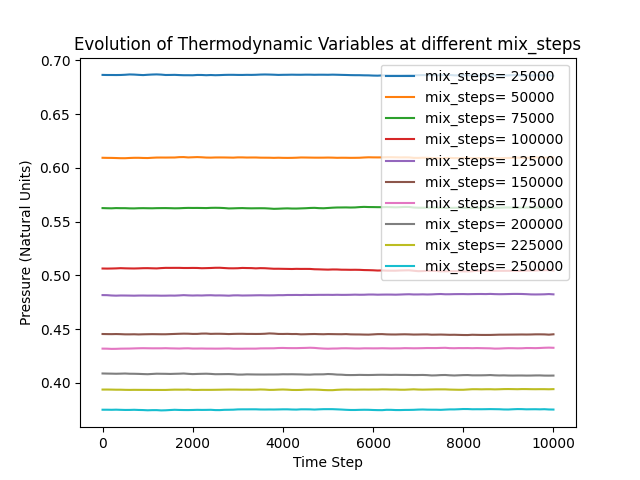 Evolution of Thermodynamic Variables at different mix_steps
Pressure (Natural Units)
0.70
0.65
0.60
0.55
0.50
0.45
0.40
mix_steps= 25000
mix_steps= 50000
mix_steps= 75000
mix_steps= 100000
mix_steps= 125000
mix_steps= 150000
mix_steps= 175000
mix_steps= 200000
mix_steps= 225000
mix_steps= 250000
0 2000 4000 6000 8000 10000
Time Step